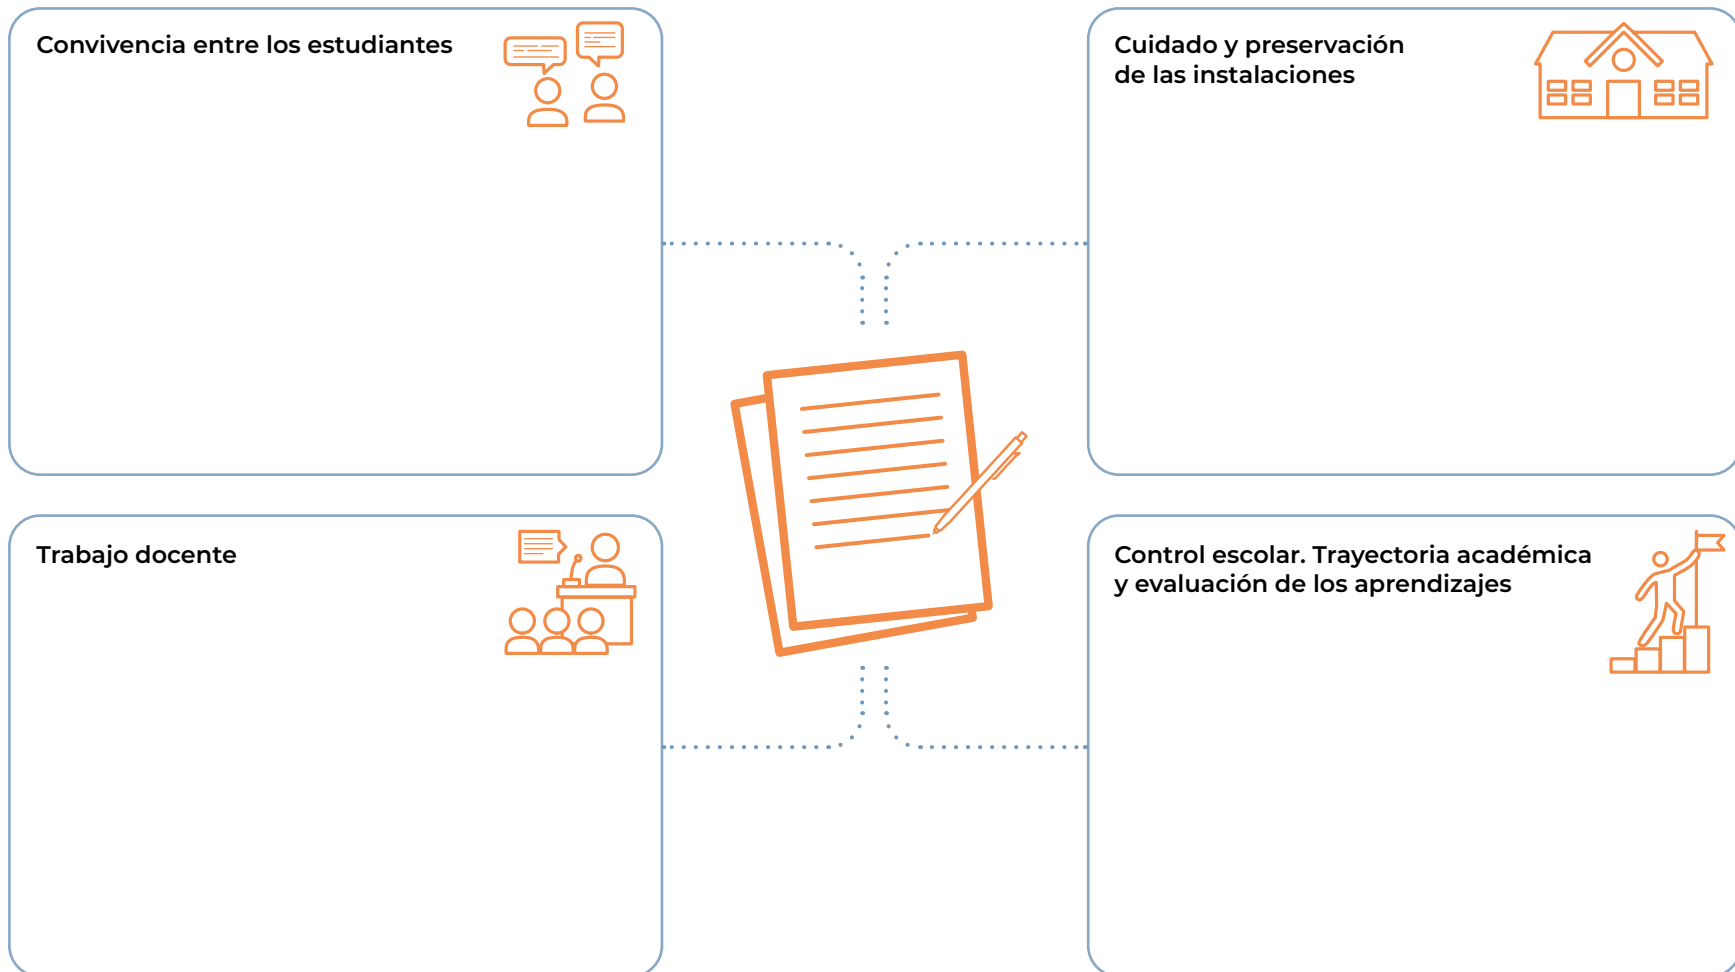 Convivencia entre los estudiantes
Cuidado y preservación
de las instalaciones
Trabajo docente
Control escolar. Trayectoria académica
y evaluación de los aprendizajes